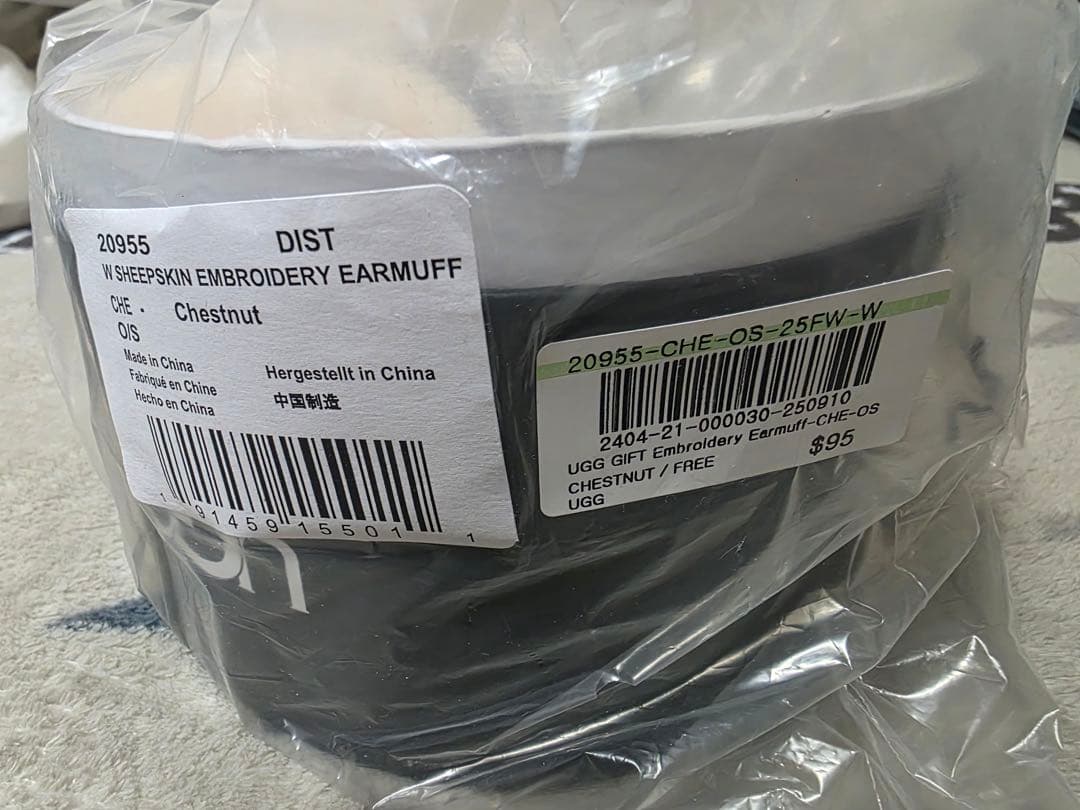 20955 DIST
W SHEEPSKIN EMBROIDERY EARMUFF
CHE - Chestnut
O/S
Made in China
Fabriqué en Chine
Hecho en China
Hergestellt in China
中国制造
1 91459 15501 1
20955-CHE-OS-25FW-W
2404-21-000030-250910
UGG GIFT Embroidery Earmuff-CHE-OS
$95
CHESTNUT / FREE
UGG